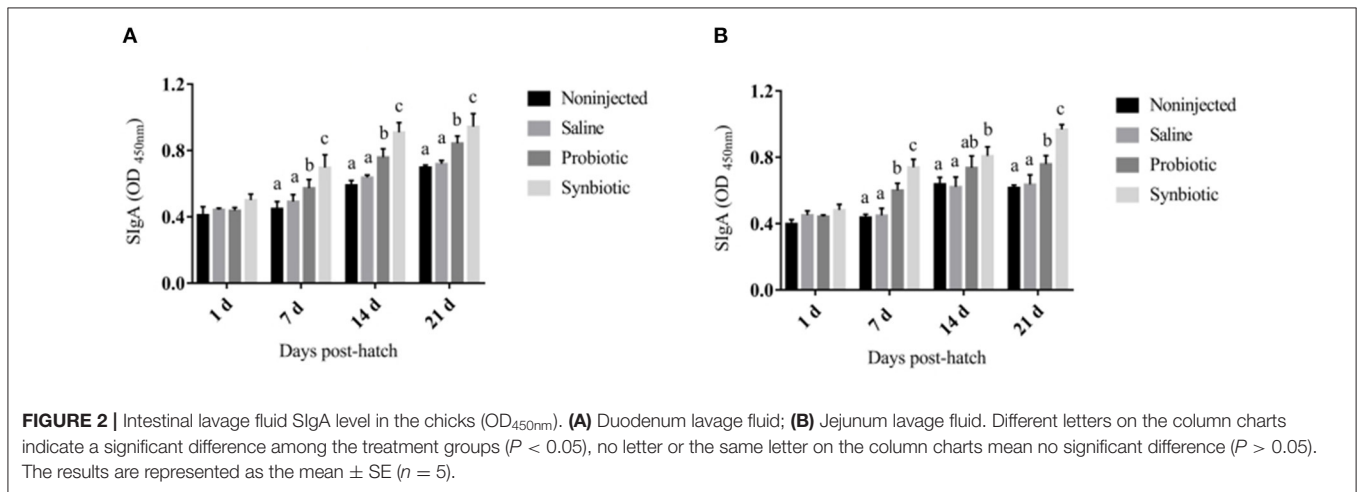 A
1.2
0.8
0.4
0.0
SIgA (OD 450nm)
a a b c
a a b c
a a b c
1 d 7 d 14 d 21 d
Days post-hatch
Noninjected
Saline
Probiotic
Synbiotic
B
1.2
0.8
0.4
0.0
SIgA (OD 450nm)
a a b c
a a ab b
a a b c
1 d 7 d 14 d 21 d
Days post-hatch
Noninjected
Saline
Probiotic
Synbiotic
FIGURE 2 | Intestinal lavage fluid SIgA level in the chicks (OD450nm). (A) Duodenum lavage fluid; (B) Jejunum lavage fluid. Different letters on the column charts
indicate a significant difference among the treatment groups (P < 0.05), no letter or the same letter on the column charts mean no significant difference (P > 0.05).
The results are represented as the mean ± SE (n = 5).